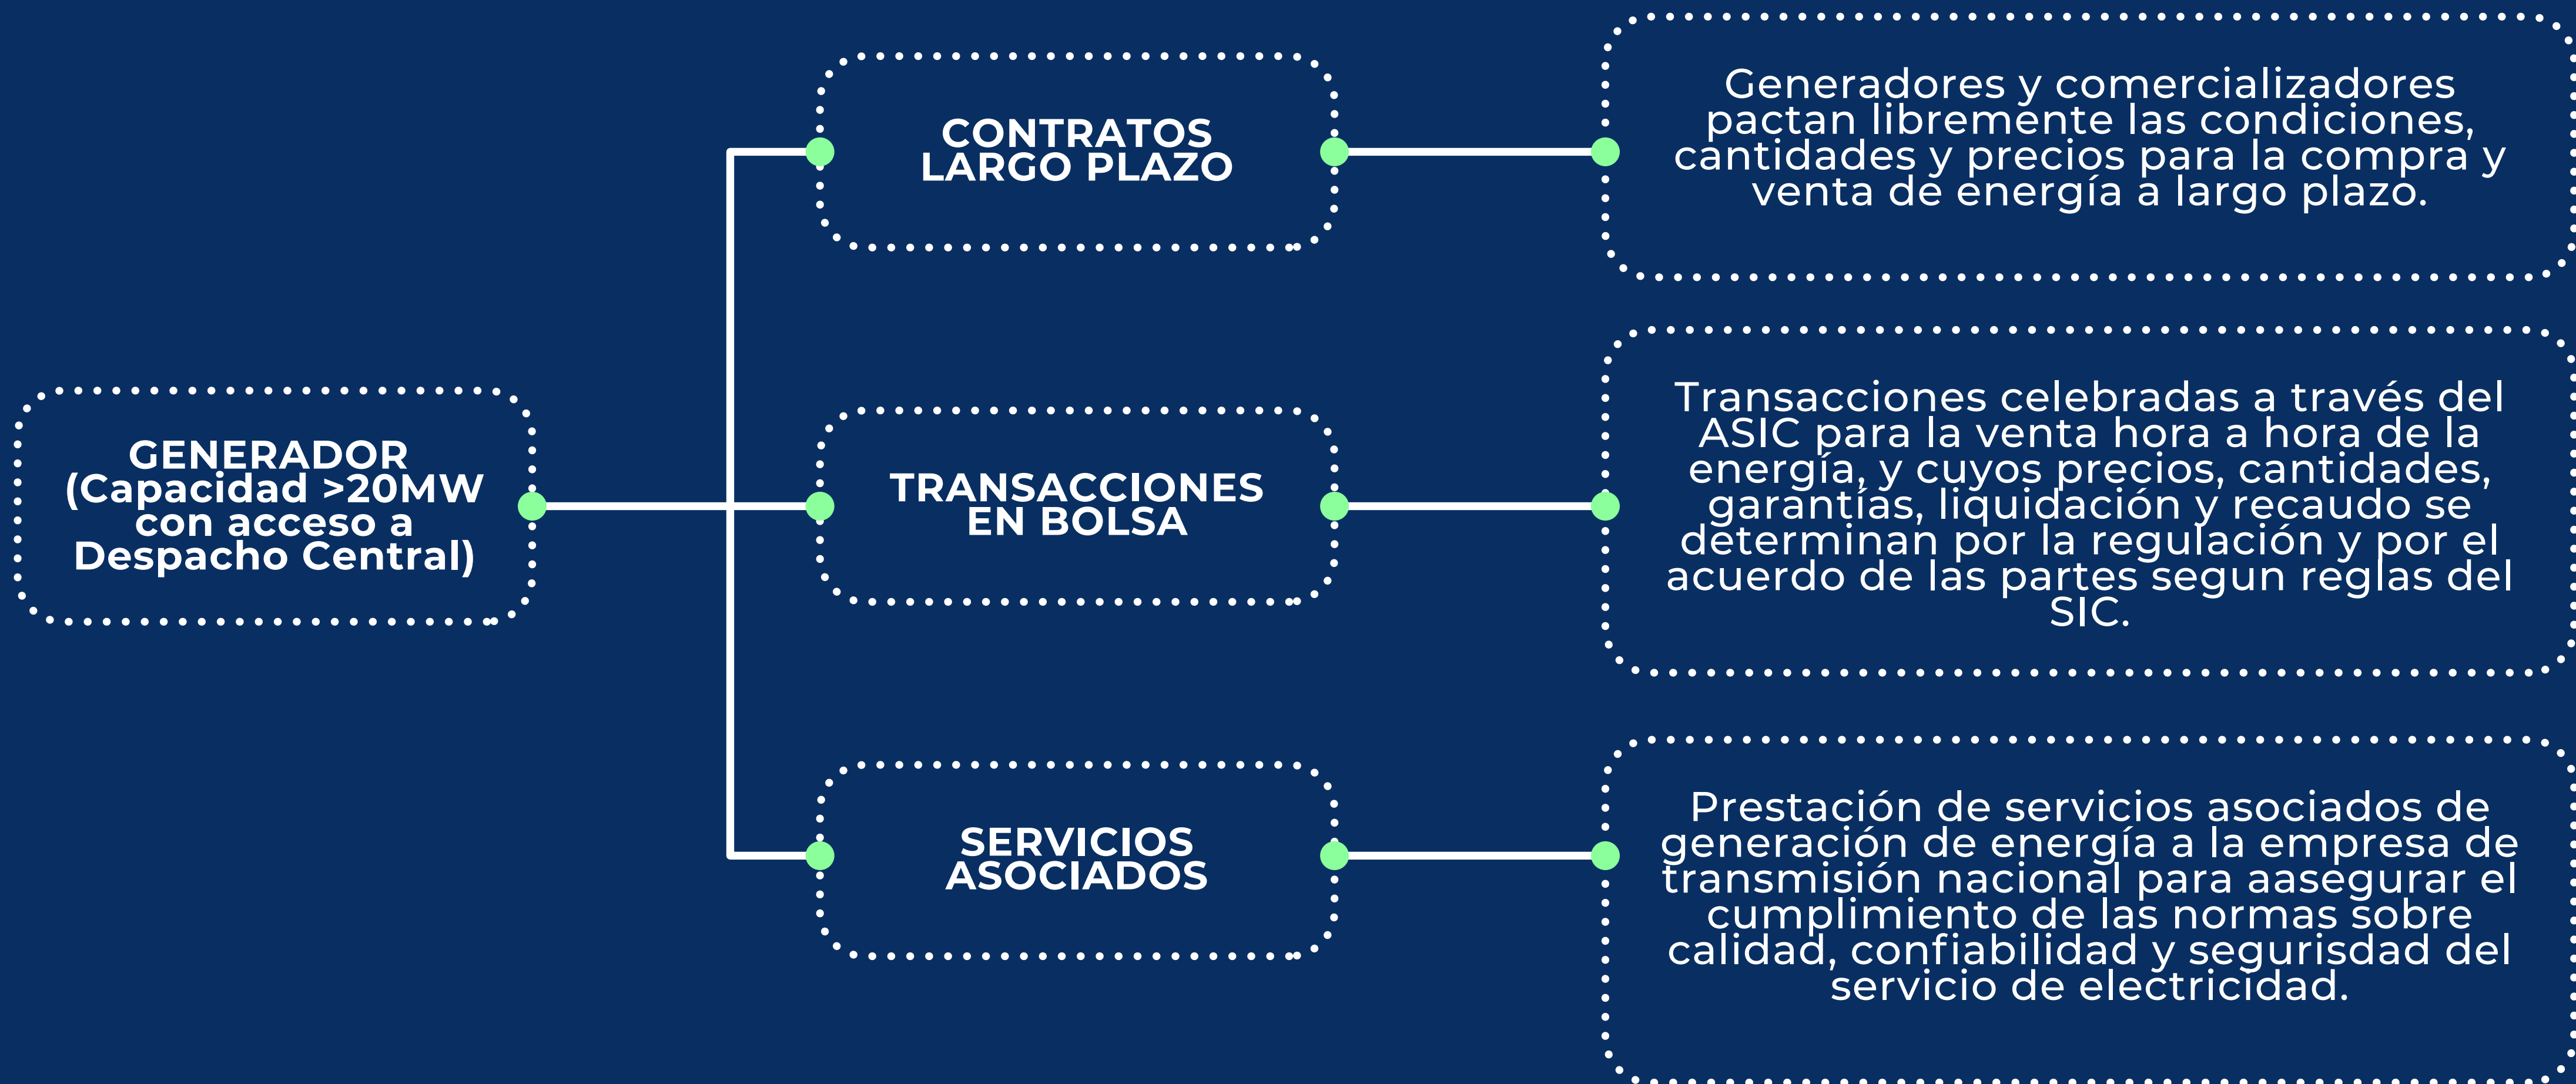 GENERADOR
(Capacidad >20MW
con acceso a
Despacho Central)
CONTRATOS
LARGO PLAZO
Generadores y comercializadores
pactan libremente las condiciones,
cantidades y precios para la compra y
venta de energía a largo plazo.
TRANSACCIONES
EN BOLSA
Transacciones celebradas a través del
ASIC para la venta hora a hora de la
energía, y cuyos precios, cantidades,
garantías, liquidación y recaudo se
determinan por la regulación y por el
acuerdo de las partes segun reglas del
SIC.
SERVICIOS
ASOCIADOS
Prestación de servicios asociados de
generación de energía a la empresa de
transmisión nacional para aasegurar el
cumplimiento de las normas sobre
calidad, confiabilidad y segurisdad del
servicio de electricidad.